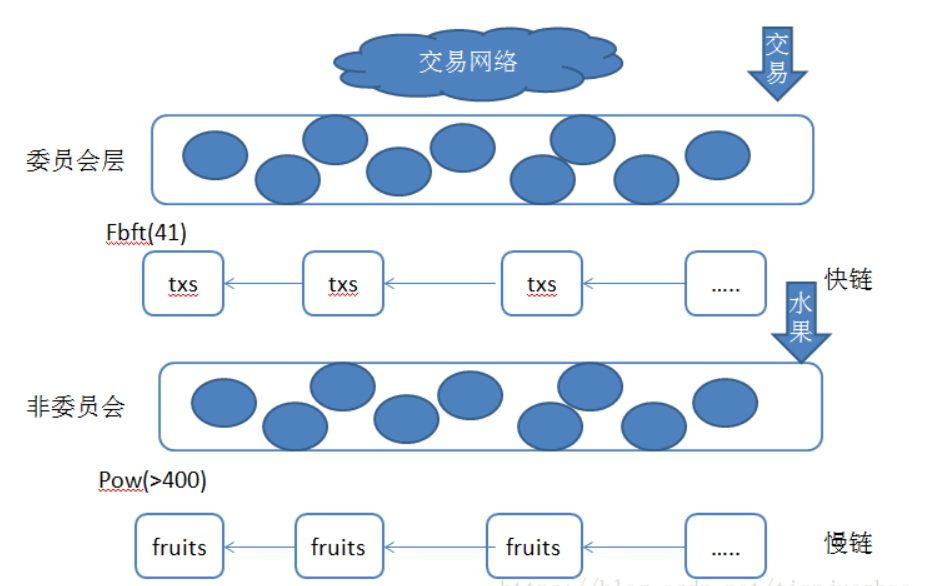 交易网络
交易
委员会层
Fbft(41)
txs
txs
txs
.....
快链
水果
非委员会
Pow(>400)
fruits
fruits
fruits
.....
慢链